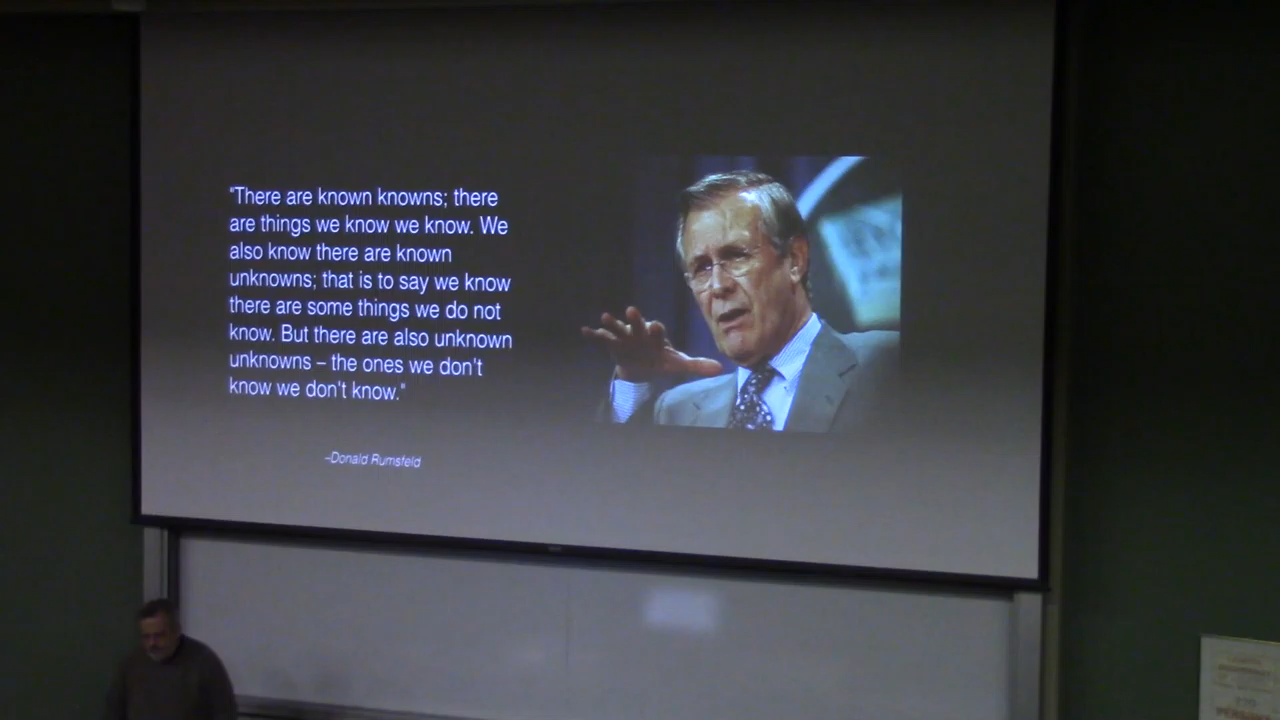 "There are known knowns; there
are things we know we know. We
also know there are known
unknowns; that is to say we know
there are some things we do not
know. But there are also unknown
unknowns – the ones we don't
know we don't know."
–Donald Rumsfeld